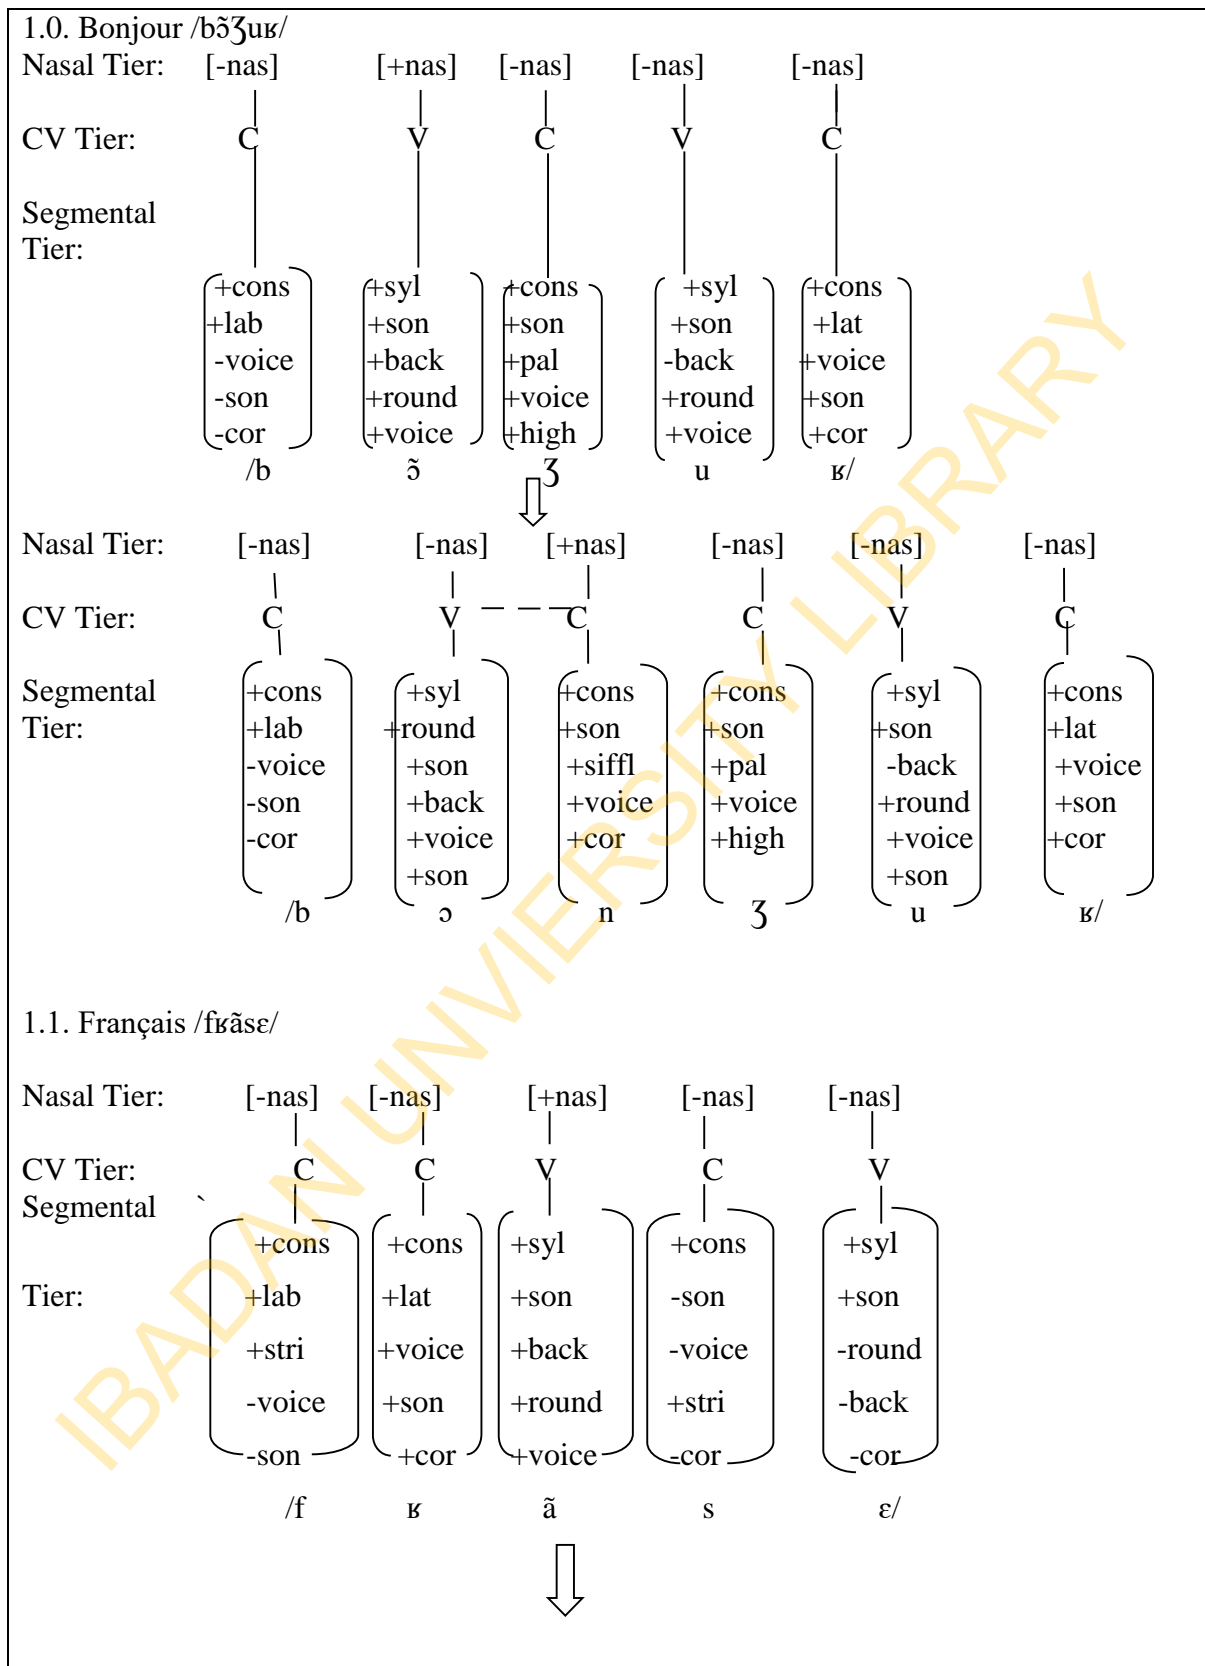 1.0. Bonjour /bɔ̃Ʒuʁ/
Nasal Tier: [-nas] [+nas] [-nas] [-nas] [-nas]
CV Tier: C V C V C
Segmental
Tier:
+cons +syl +cons +syl +cons
+lab +son +son +son +lat
-voice +back +pal -back +voice
-son +round +voice +round +son
-cor +voice +high +voice +cor
/b ɔ̃ Ʒ u ʁ/
Nasal Tier: [-nas] [-nas] [+nas] [-nas] [-nas] [-nas]
CV Tier: C V C C V C
Segmental +cons +syl +cons +cons +syl +cons
Tier: +lab +round +son +son +son +lat
-voice +son +siffl +pal -back +voice
-son +back +voice +voice +round +son
-cor +voice +cor +high +voice +cor
+son +son
/b ɔ n Ʒ u ʁ/
1.1. Français /fʁãsɛ/
Nasal Tier: [-nas] [-nas] [+nas] [-nas] [-nas]
CV Tier: C C V C V
Segmental `
+cons +cons +syl +cons +syl
Tier: +lab +lat +son -son +son
+stri +voice +back -voice -round
-voice +son +round +stri -back
-son +cor +voice -cor -cor
/f ʁ ã s ɛ/
IBADAN UNVIERSITY LIBRARY